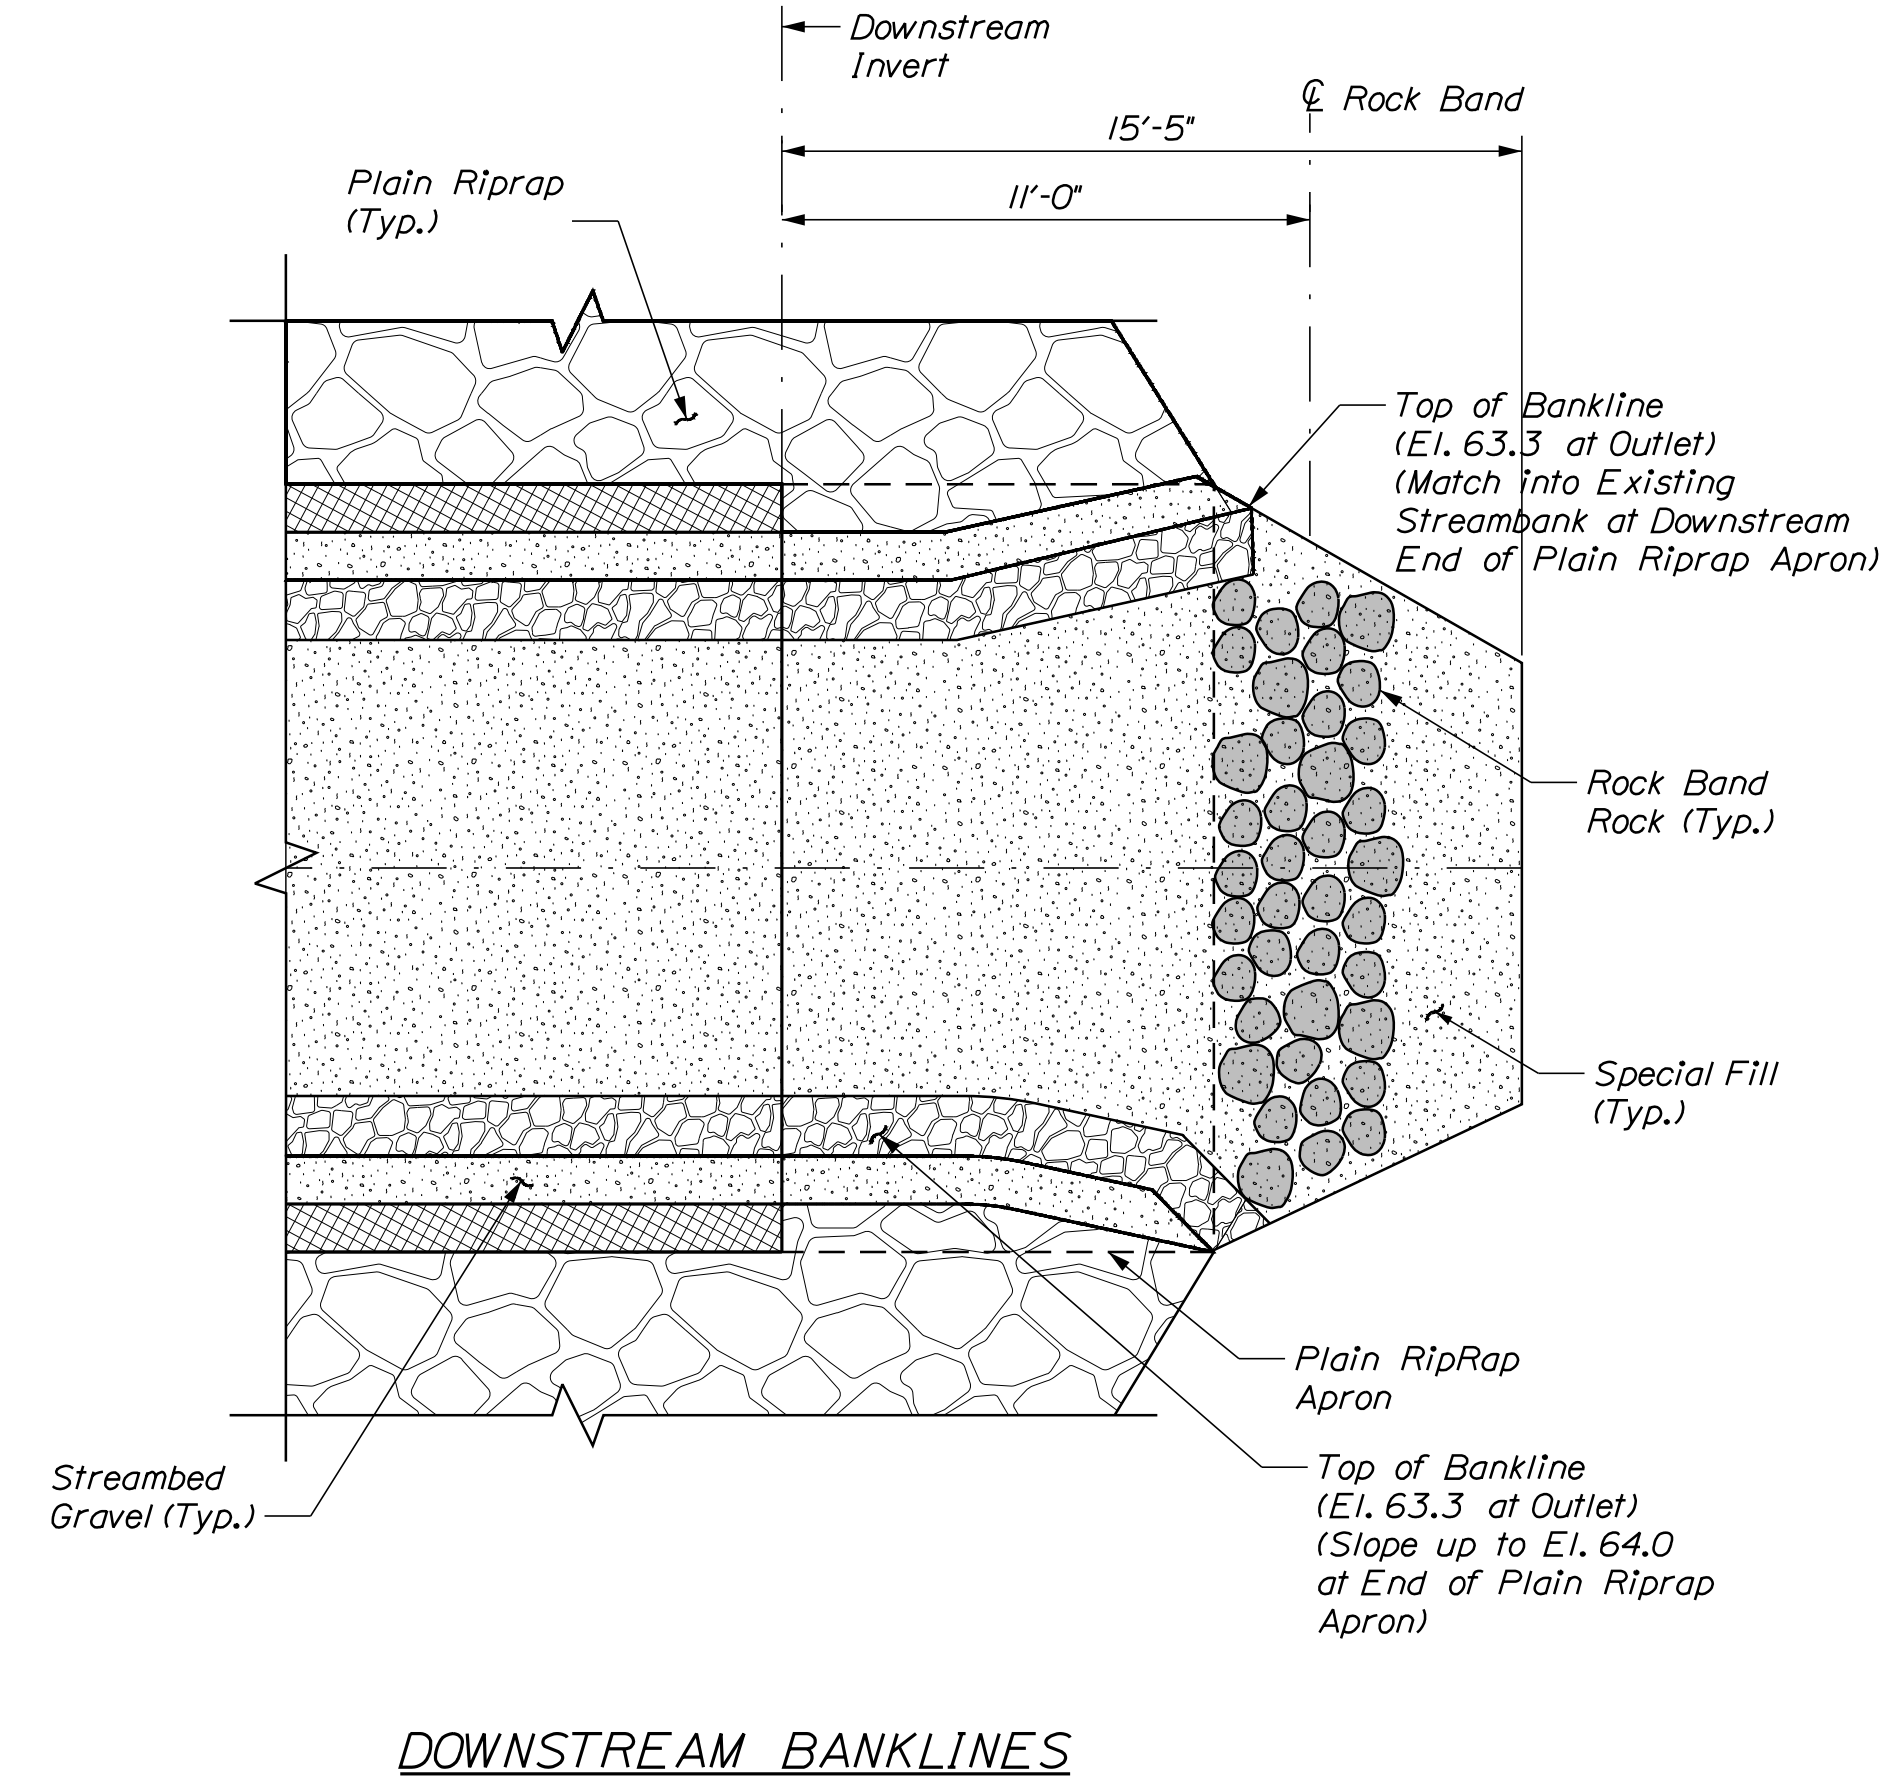 Downstream
Invert
℄ Rock Band
15'-5"
11'-0"
Plain Riprap
(Typ.)
Top of Bankline
(El. 63.3 at Outlet)
(Match into Existing
Streambank at Downstream
End of Plain Riprap Apron)
Rock Band
Rock (Typ.)
Special Fill
(Typ.)
Plain RipRap
Apron
Top of Bankline
(El. 63.3 at Outlet)
(Slope up to El. 64.0
at End of Plain Riprap
Apron)
Streambed
Gravel (Typ.)
DOWNSTREAM BANKLINES